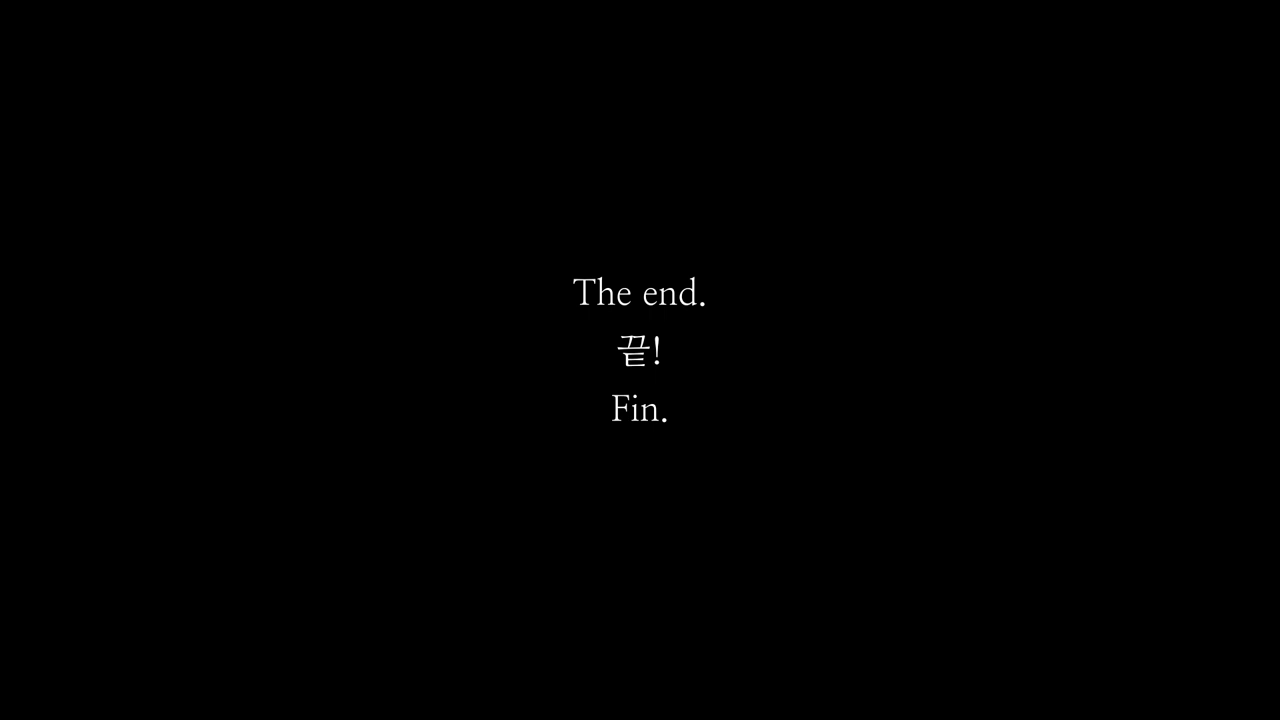 The end.
끝!
Fin.